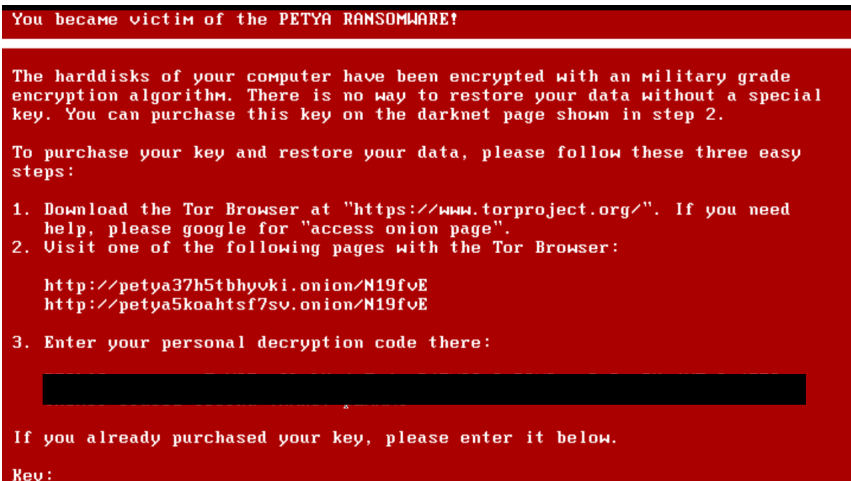 You became victim of the PETYA RANSOMWARE!
The harddisks of your computer have been encrypted with an military grade
encryption algorithm. There is no way to restore your data without a special
key. You can purchase this key on the darknet page shown in step 2.
To purchase your key and restore your data, please follow these three easy
steps:
1. Download the Tor Browser at "https://www.torproject.org/". If you need
help, please google for "access onion page".
2. Visit one of the following pages with the Tor Browser:
http://petya37h5tbhyvki.onion/N19fvE
http://petya5koahtsf7sv.onion/N19fvE
3. Enter your personal decryption code there:
If you already purchased your key, please enter it below.
Key: